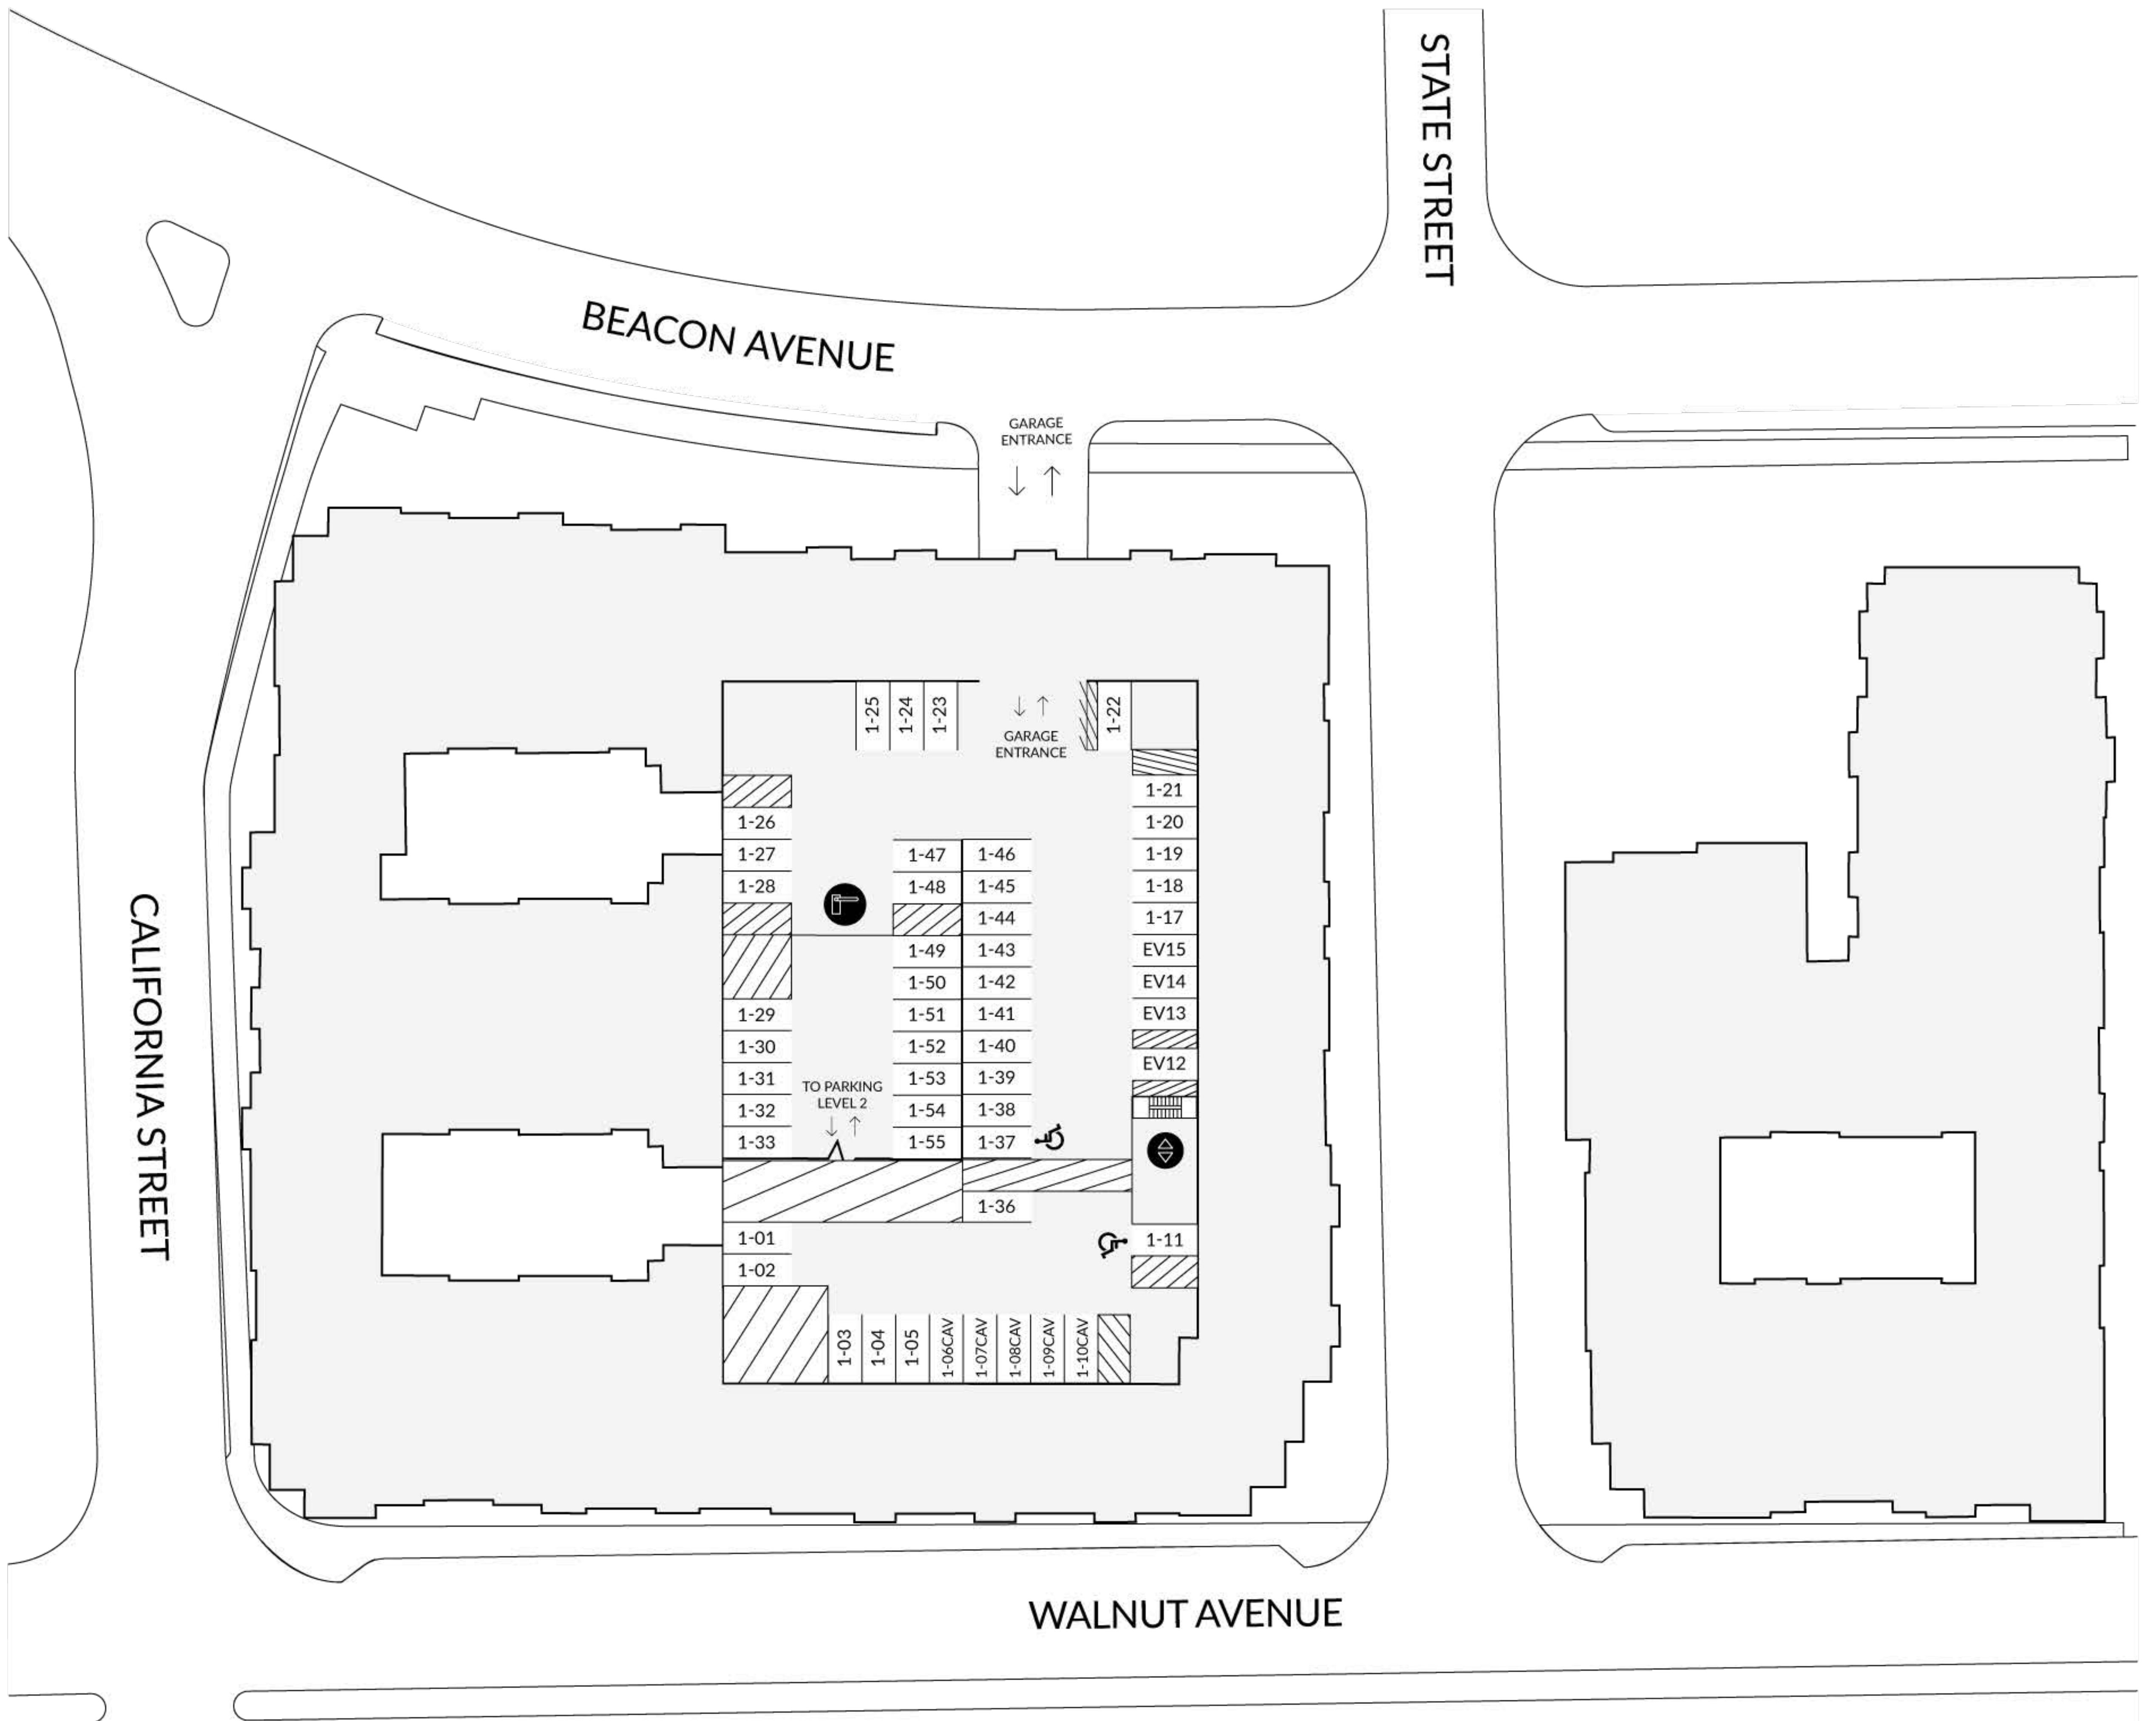 STATE STREET
BEACON AVENUE
GARAGE
ENTRANCE
↓ ↑
1-25
1-24
1-23
↓ ↑
GARAGE
ENTRANCE
1-22
1-21
1-26
1-20
1-27
1-47
1-46
1-19
1-28
1-48
1-45
1-18
1-44
1-17
1-49
1-43
EV15
1-50
1-42
EV14
1-29
1-51
1-41
EV13
1-30
1-52
1-40
EV12
1-31
TO PARKING
LEVEL 2
↓ ↑
1-53
1-39
1-32
1-54
1-38
1-33
1-55
1-37
1-36
1-01
1-11
1-02
1-03
1-04
1-05
1-06CAV
1-07CAV
1-08CAV
1-09CAV
1-10CAV
CALIFORNIA STREET
WALNUT AVENUE